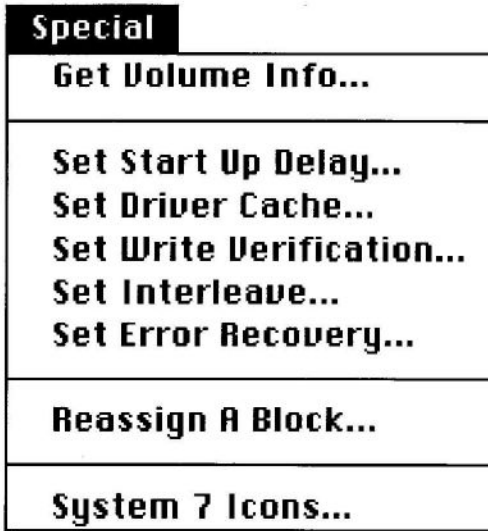 Special
Get Volume Info...
Set Start Up Delay...
Set Driver Cache...
Set Write Verification...
Set Interleave...
Set Error Recovery...
Reassign A Block...
System 7 Icons...